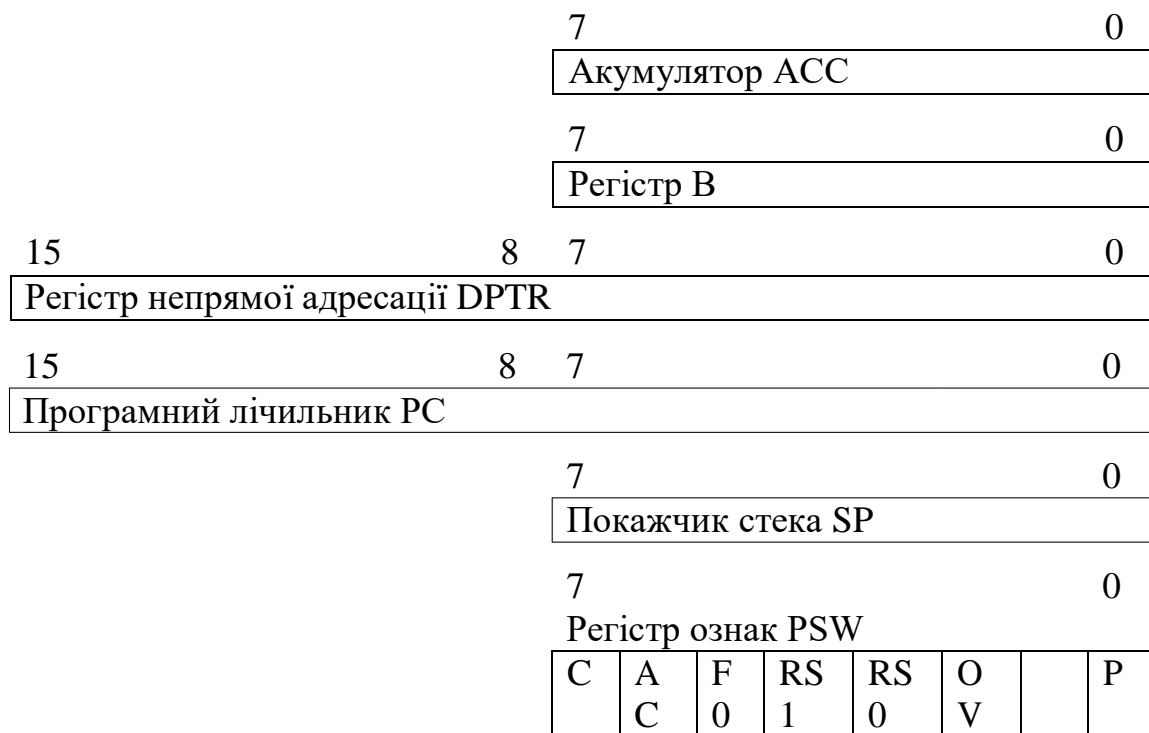 7 0
Акумулятор ACC
7 0
Регістр B
15 8 7 0
Регістр непрямої адресації DPTR
15 8 7 0
Програмний лічильник PC
7 0
Покажчик стека SP
7 0
Регістр ознак PSW
C A F RS RS O P
C 0 1 0 V